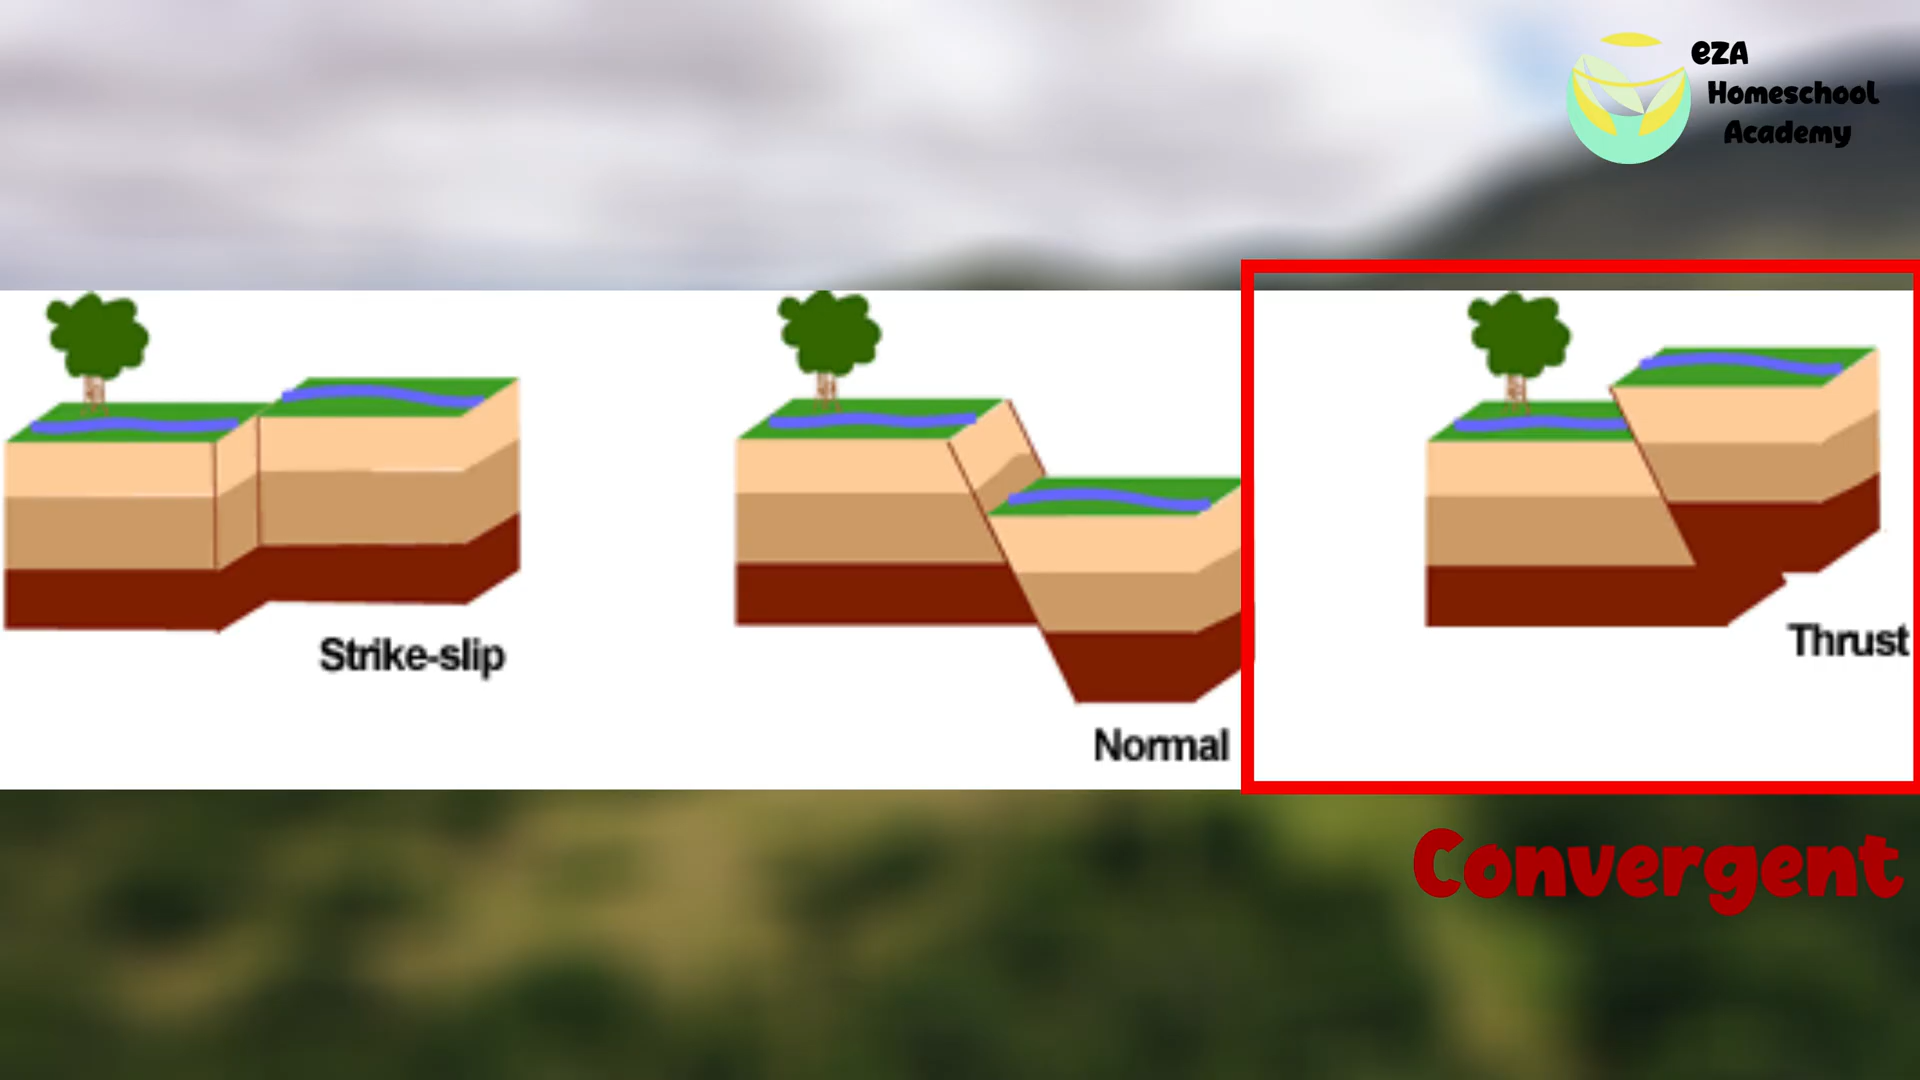 eZA
Homeschool
Academy
Strike-slip
Normal
Thrust
Convergent